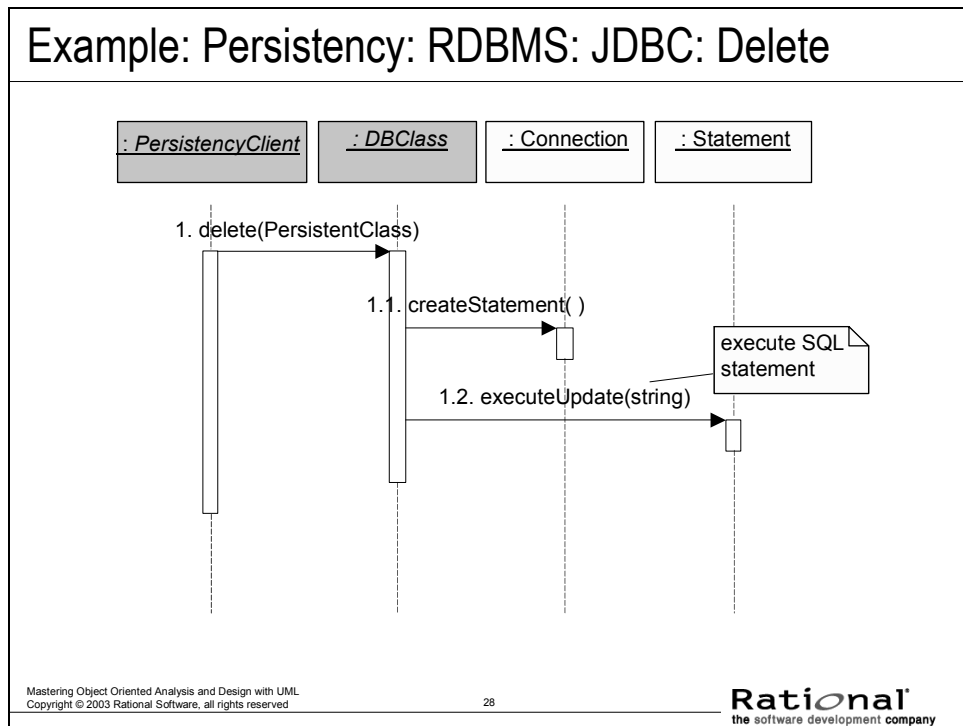 Example: Persistency: RDBMS: JDBC: Delete
: PersistencyClient
: DBClass
: Connection
: Statement
1. delete(PersistentClass)
1.1. createStatement( )
execute SQL
statement
1.2. executeUpdate(string)
Mastering Object Oriented Analysis and Design with UML
Copyright © 2003 Rational Software, all rights reserved
28
Rational
the software development company